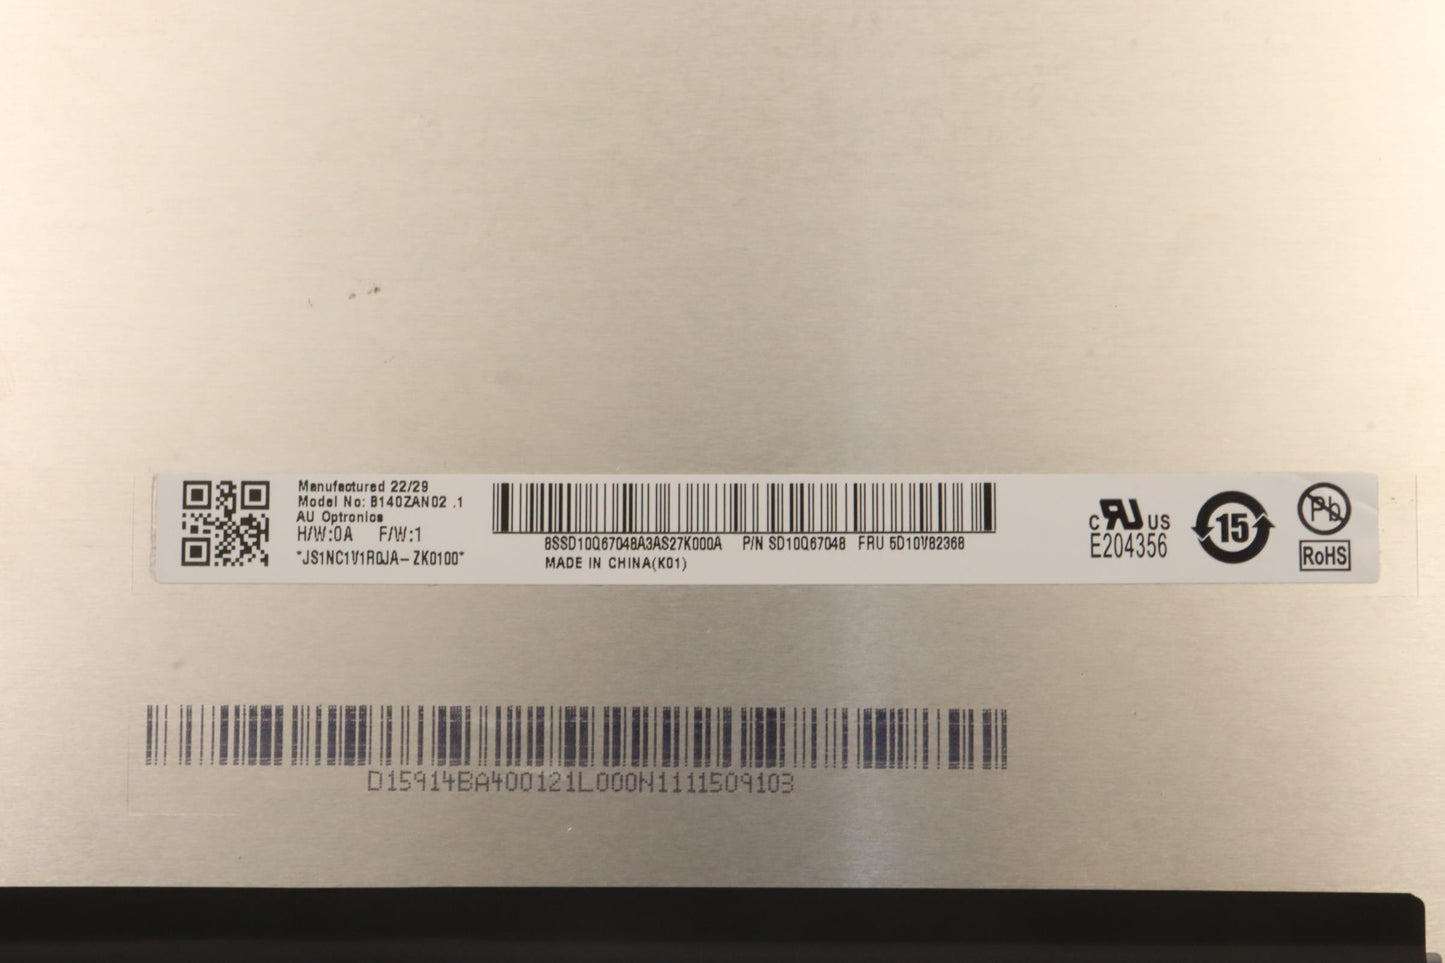 Manufactured 22/29
Model No: B140ZAN02 .1
AU Optronics
H/W:0A F/W:1
*JS1NC1V1R0JA-ZK0100*
8SSD10Q67048A3AS27K000A P/N SD10Q67048 FRU 5D10V82368
MADE IN CHINA(K01)
c RU US
E204356
15
Pb
RoHS
D15914BA400121L000N1111509103